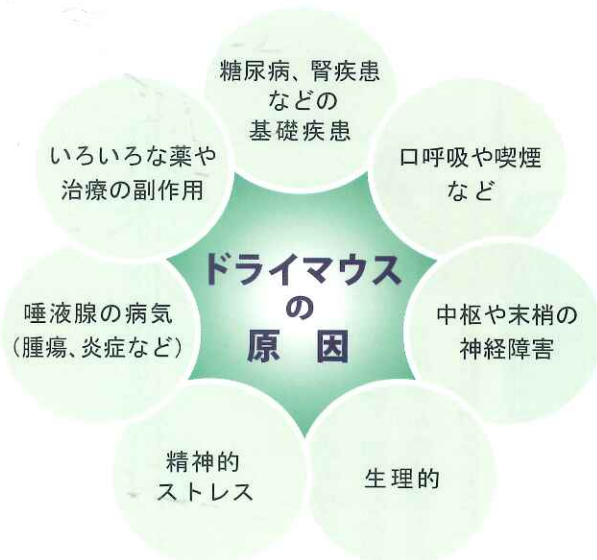 糖尿病、腎疾患
などの
基礎疾患
口呼吸や喫煙
など
中枢や末梢の
神経障害
生理的
精神的
ストレス
唾液腺の病気
(腫瘍、炎症など)
いろいろな薬や
治療の副作用
ドライマウス
の
原 因